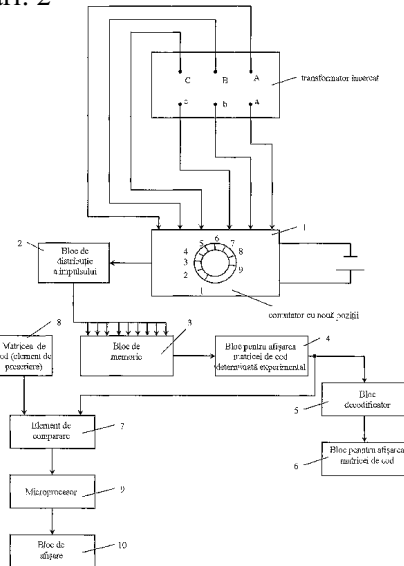 C B A
transformator încercat
c b a
1
2
Bloc de
distribuție
a impulsului
6
5 7
4 8
3
2 9
1
comutator cu nouă poziții
8
Matricea de
cod (element de
prescriere)
Bloc de
memorie
3
Bloc pentru afișarea
matricei de cod
(determinată experimental)
4
Bloc
decodificator
5
Element de
comparare
7
Bloc pentru afișarea
matricei de cod
6
Microprocesor
9
Bloc de
afișare
10